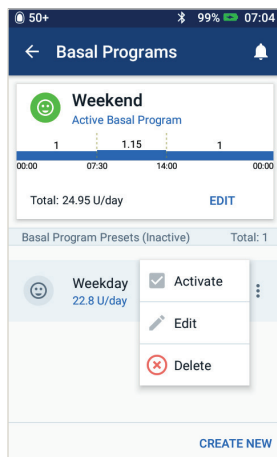 50+ 99% 07:04
Basal Programs
Weekend
Active Basal Program
1 1.15 1
00:00 07:30 14:00 00:00
Total: 24.95 U/day EDIT
Basal Program Presets (Inactive) Total: 1
Weekday
22.8 U/day
Activate
Edit
Delete
CREATE NEW